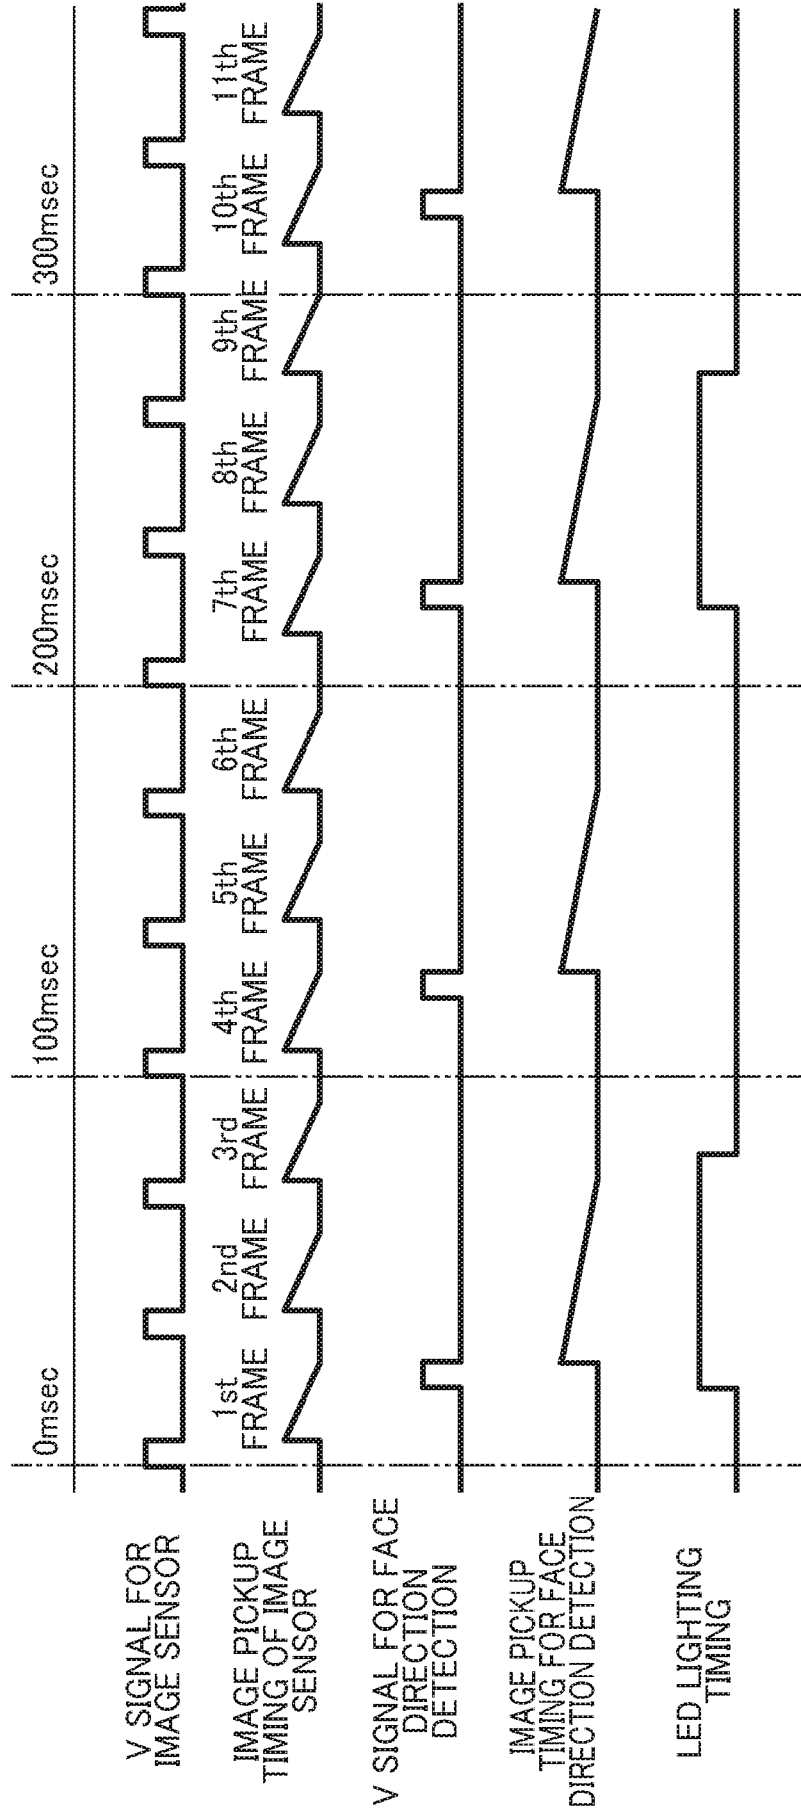 0msec
100msec
200msec
300msec
V SIGNAL FOR
IMAGE SENSOR
IMAGE PICKUP
TIMING OF IMAGE
SENSOR
1st
FRAME
2nd
FRAME
3rd
FRAME
4th
FRAME
5th
FRAME
6th
FRAME
7th
FRAME
8th
FRAME
9th
FRAME
10th
FRAME
11th
FRAME
V SIGNAL FOR FACE
DIRECTION
DETECTION
IMAGE PICKUP
TIMING FOR FACE
DIRECTION DETECTION
LED LIGHTING
TIMING